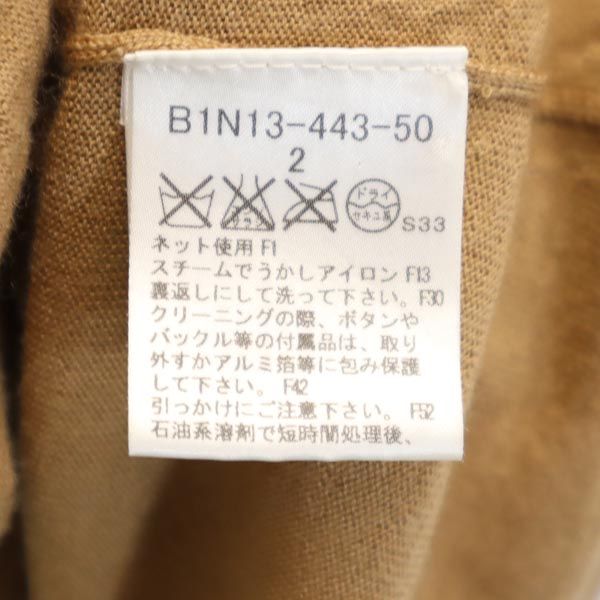 B1N13-443-50
2
ドライ
セキユ系
S33
ネット使用 F1
スチームでうかしアイロン F13
裏返しにして洗って下さい。F30
クリーニングの際、ボタンや
バックル等の付属品は、取り
外すかアルミ箔等に包み保護
して下さい。 F42
引っかけにご注意下さい。 F52
石油系溶剤で短時間処理後、